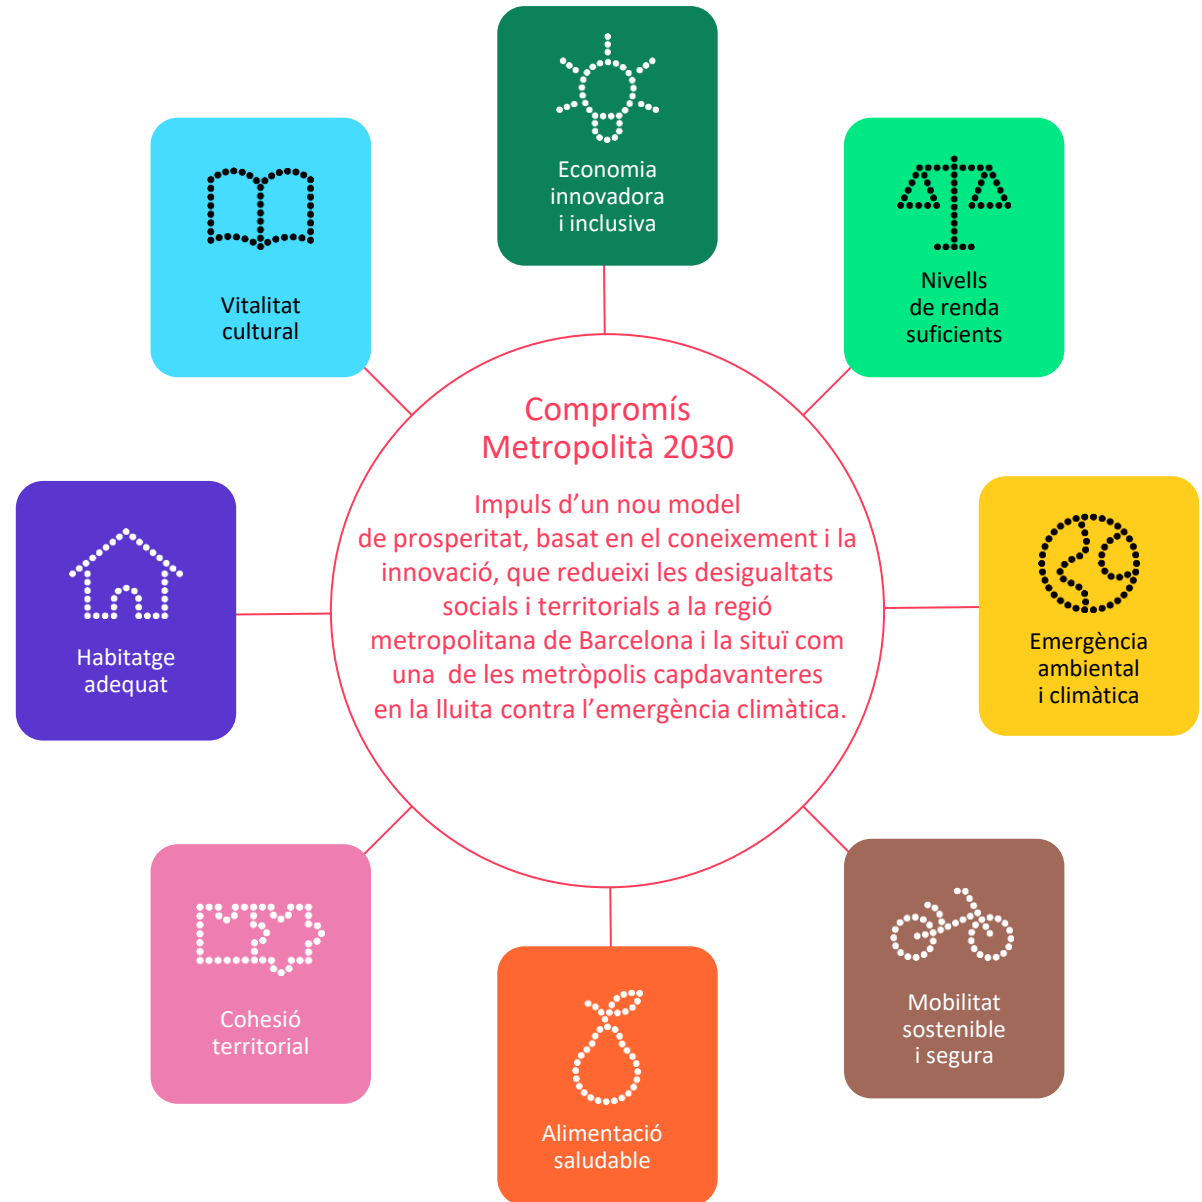 Economia
innovadora
i inclusiva
Vitalitat
cultural
Nivells
de renda
suficients
Compromís
Metropolità 2030
Impuls d’un nou model
de prosperitat, basat en el coneixement i la
innovació, que redueixi les desigualtats
socials i territorials a la regió
metropolitana de Barcelona i la situï com
una  de les metròpolis capdavanteres
en la lluita contra l’emergència climàtica.
Habitatge
adequat
Emergència
ambiental
i climàtica
Cohesió
territorial
Mobilitat
sostenible
i segura
Alimentació
saludable